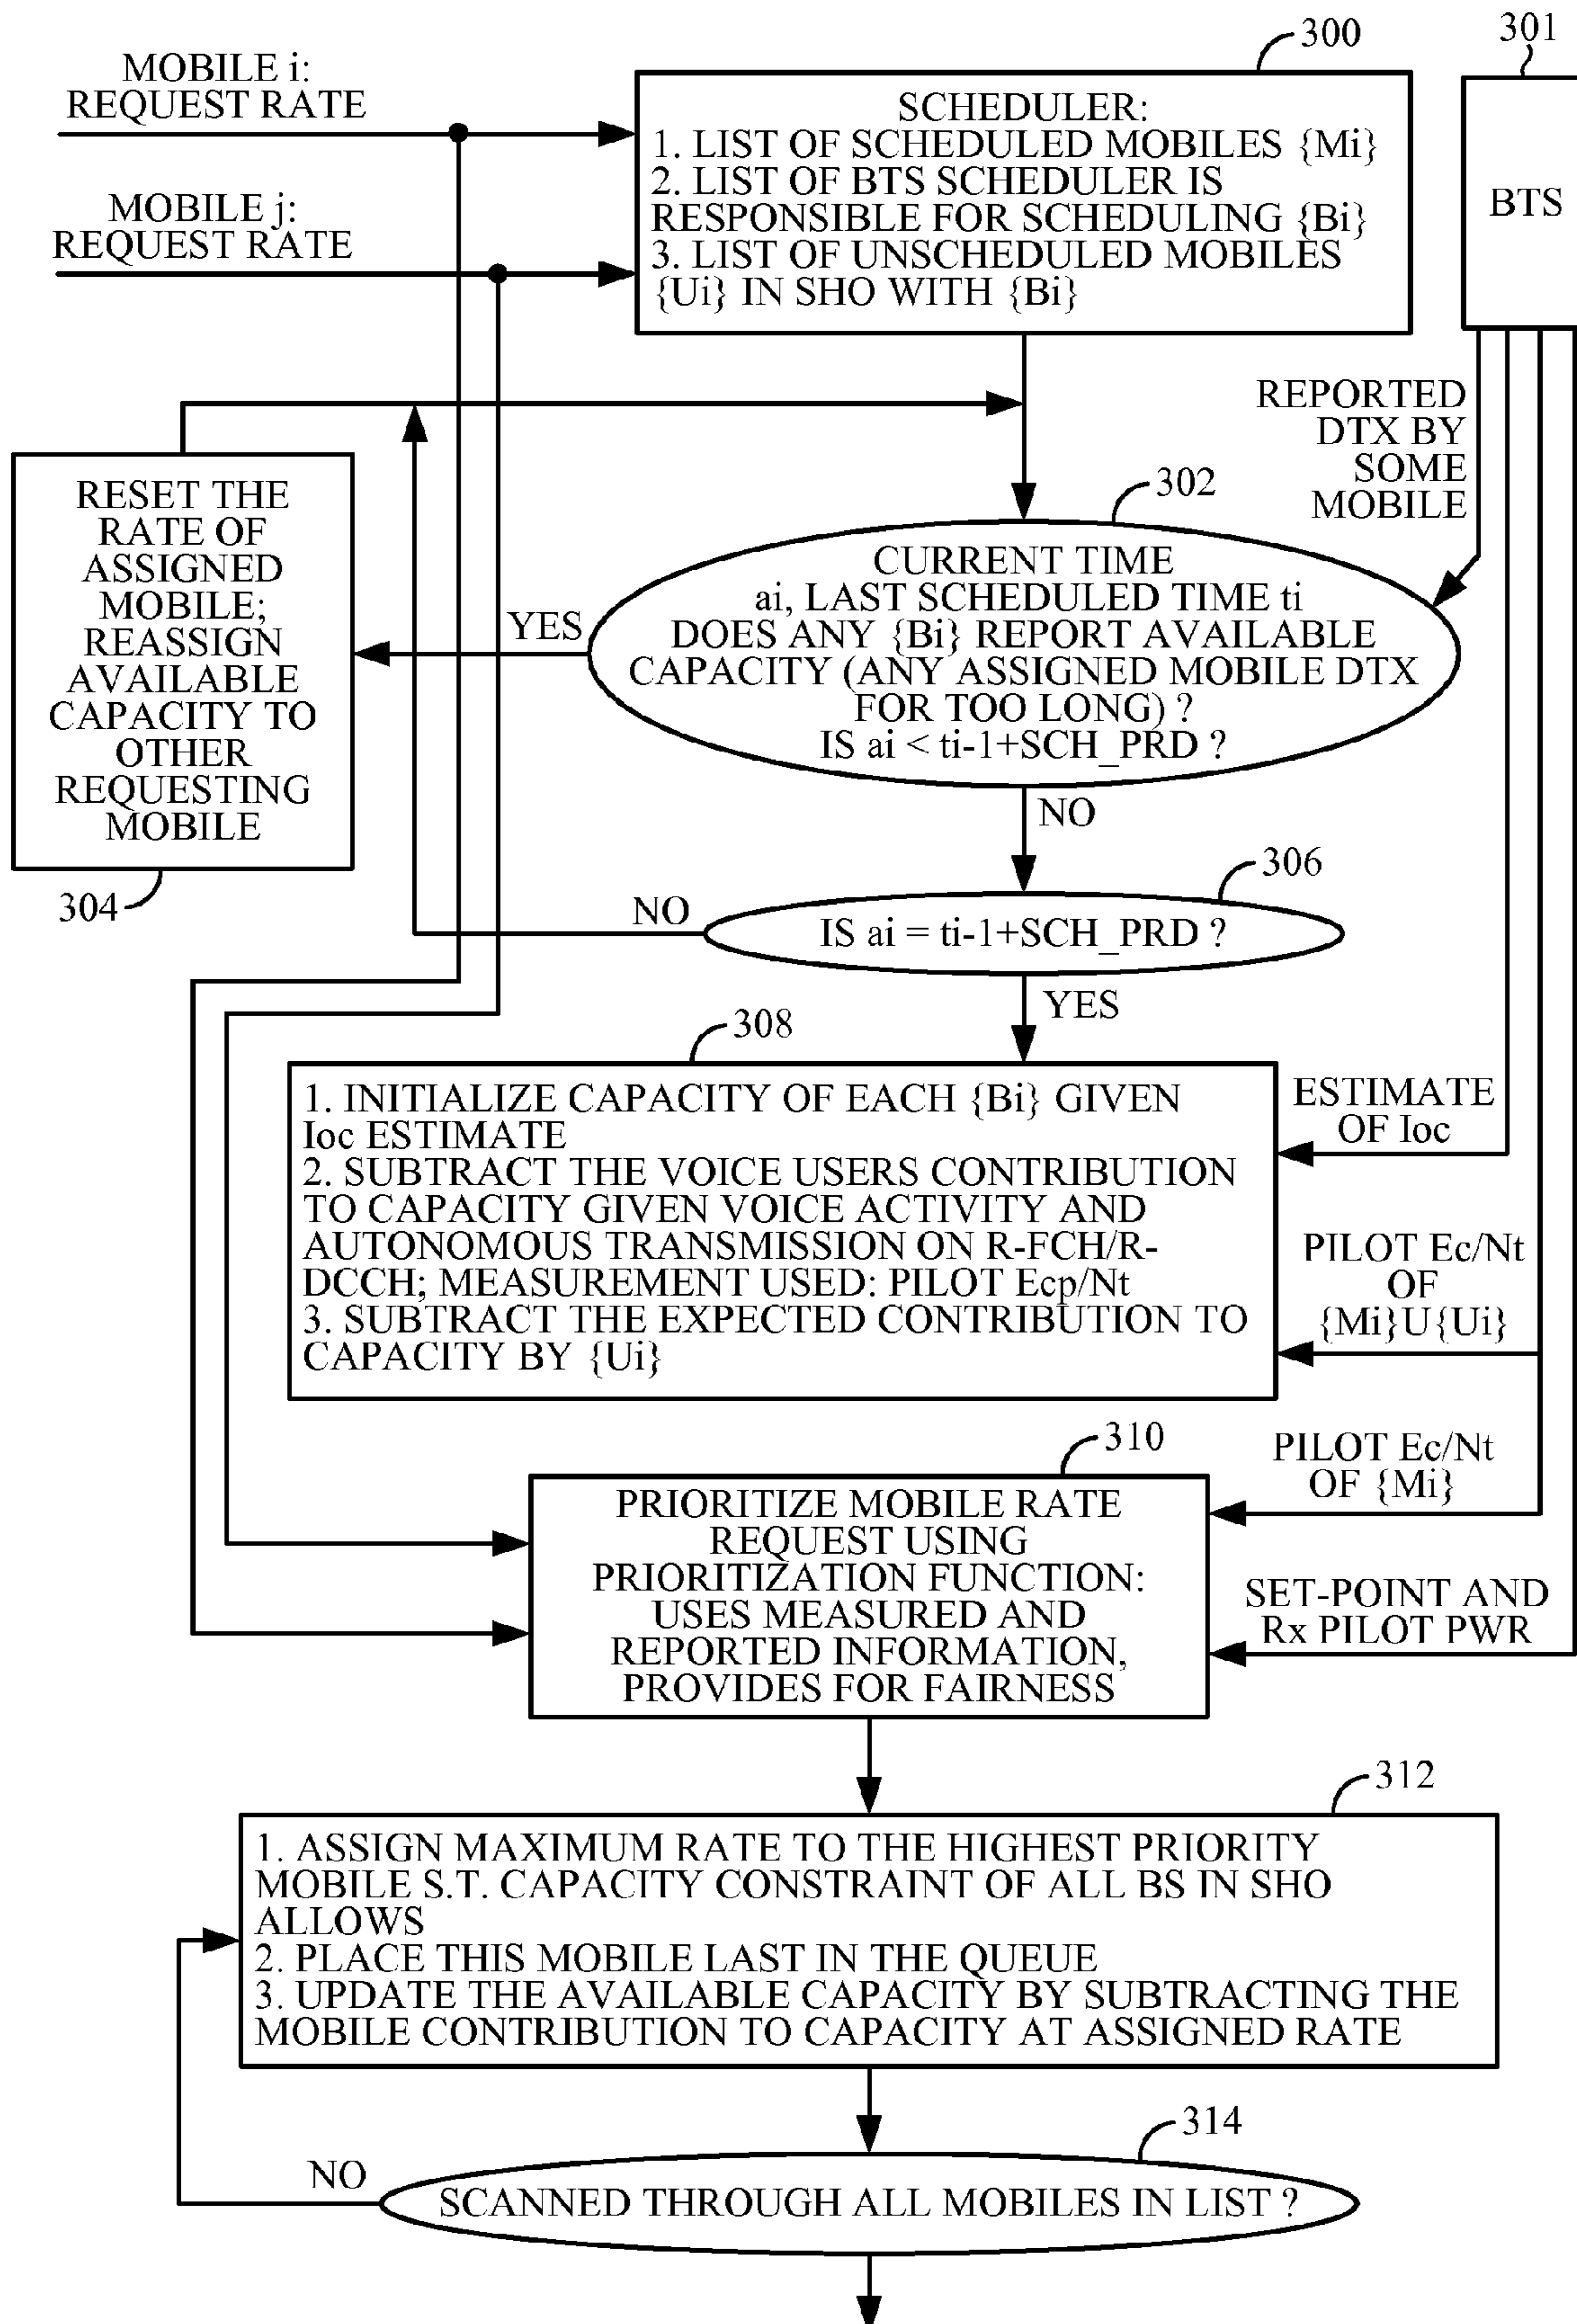 300
301
MOBILE i:
REQUEST RATE
SCHEDULER:
1. LIST OF SCHEDULED MOBILES {Mi}
2. LIST OF BTS SCHEDULER IS
RESPONSIBLE FOR SCHEDULING {Bi}
3. LIST OF UNSCHEDULED MOBILES
{Ui} IN SHO WITH {Bi}
MOBILE j:
REQUEST RATE
BTS
REPORTED
DTX BY
SOME
MOBILE
302
CURRENT TIME
ai, LAST SCHEDULED TIME ti
DOES ANY {Bi} REPORT AVAILABLE
CAPACITY (ANY ASSIGNED MOBILE DTX
FOR TOO LONG) ?
IS ai < ti-1+SCH_PRD ?
YES
RESET THE
RATE OF
ASSIGNED
MOBILE;
REASSIGN
AVAILABLE
CAPACITY TO
OTHER
REQUESTING
MOBILE
304
NO
306
IS ai = ti-1+SCH_PRD ?
NO
YES
308
1. INITIALIZE CAPACITY OF EACH {Bi} GIVEN
Ioc ESTIMATE
2. SUBTRACT THE VOICE USERS CONTRIBUTION
TO CAPACITY GIVEN VOICE ACTIVITY AND
AUTONOMOUS TRANSMISSION ON R-FCH/R-
DCCH; MEASUREMENT USED: PILOT Ecp/Nt
3. SUBTRACT THE EXPECTED CONTRIBUTION TO
CAPACITY BY {Ui}
ESTIMATE
OF Ioc
PILOT Ec/Nt
OF
{Mi}U{Ui}
310
PRIORITIZE MOBILE RATE
REQUEST USING
PRIORITIZATION FUNCTION:
USES MEASURED AND
REPORTED INFORMATION,
PROVIDES FOR FAIRNESS
PILOT Ec/Nt
OF {Mi}
SET-POINT AND
Rx PILOT PWR
312
1. ASSIGN MAXIMUM RATE TO THE HIGHEST PRIORITY
MOBILE S.T. CAPACITY CONSTRAINT OF ALL BS IN SHO
ALLOWS
2. PLACE THIS MOBILE LAST IN THE QUEUE
3. UPDATE THE AVAILABLE CAPACITY BY SUBTRACTING THE
MOBILE CONTRIBUTION TO CAPACITY AT ASSIGNED RATE
314
NO
SCANNED THROUGH ALL MOBILES IN LIST ?